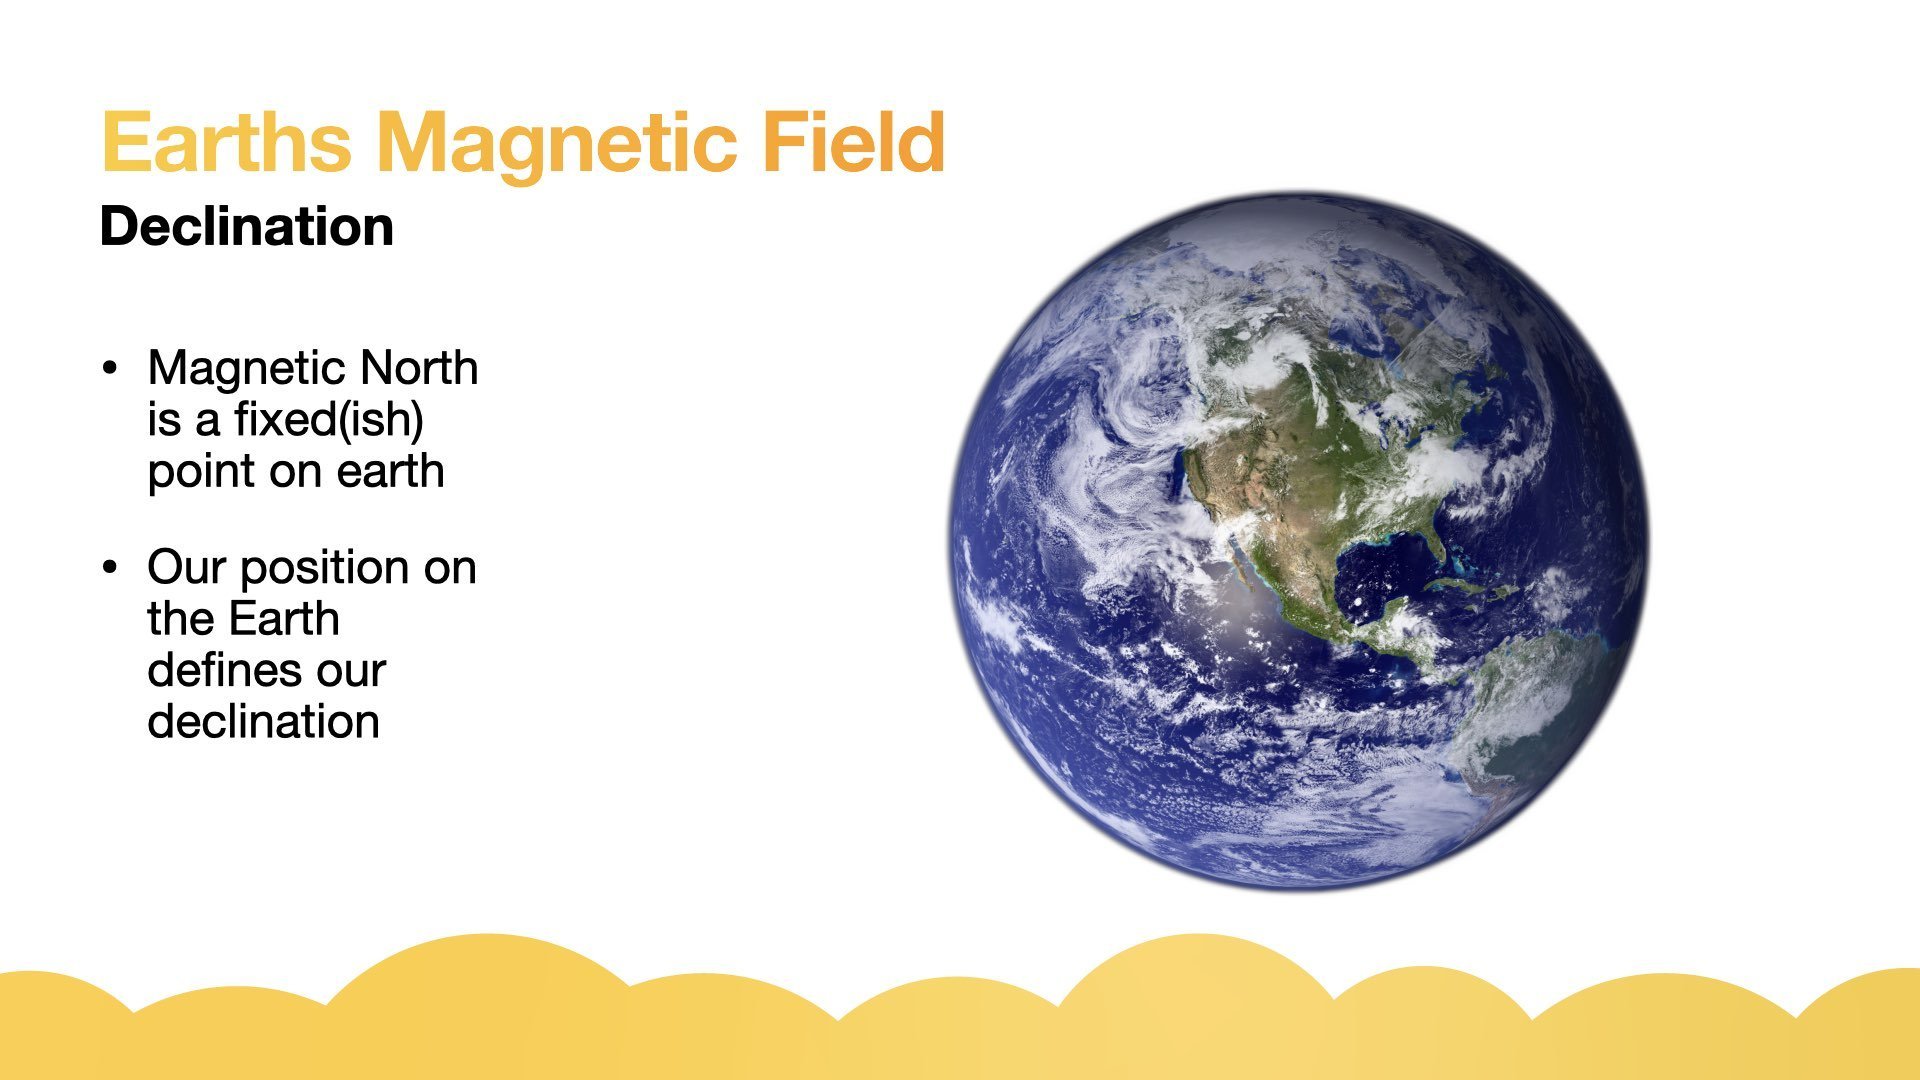 Earths Magnetic Field
Declination
• Magnetic North
is a fixed(ish)
point on earth
• Our position on
the Earth
defines our
declination